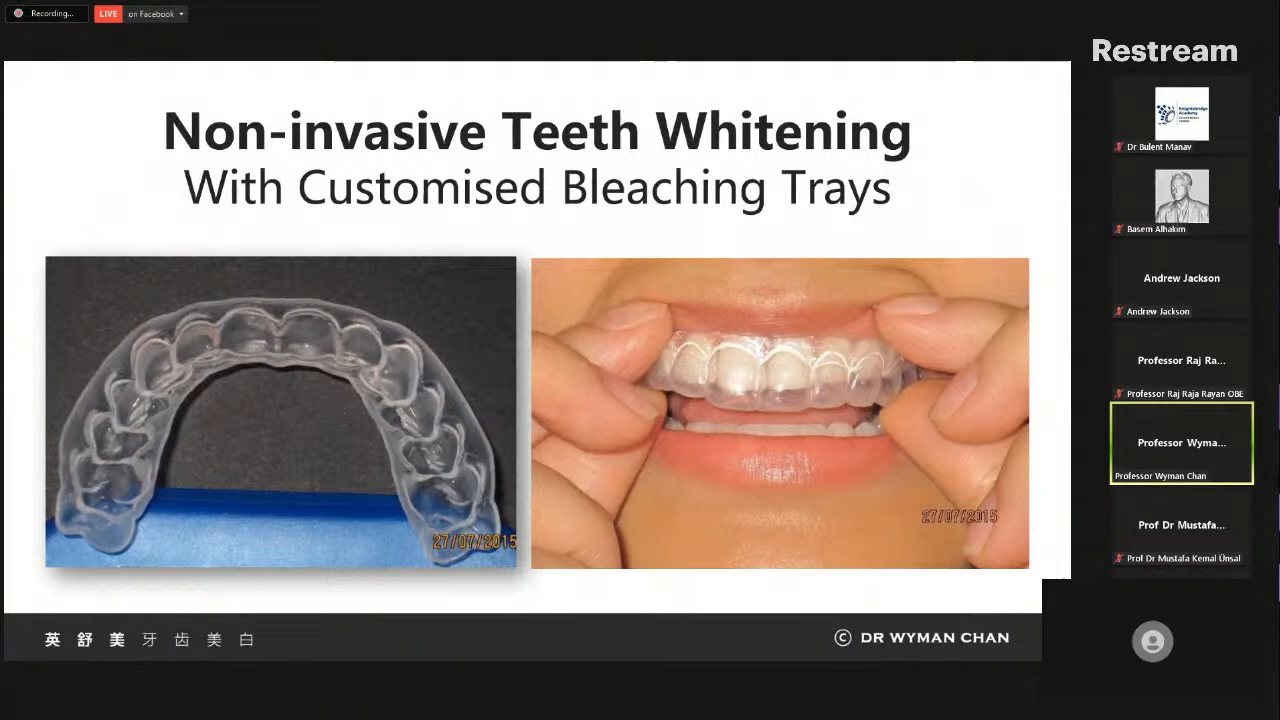 Recording...
LIVE on Facebook
Restream
Non-invasive Teeth Whitening
With Customised Bleaching Trays
27/07/2015
27/07/2015
英舒美牙齿美白
© DR WYMAN CHAN
Knightsbridge
Academy
Dr Bulent Manav
Basem Alhakim
Andrew Jackson
Andrew Jackson
Professor Raj Ra...
Professor Raj Raja Rayan OBE
Professor Wyma...
Professor Wyman Chan
Prof Dr Mustafa...
Prof Dr Mustafa Kemal Ünsal